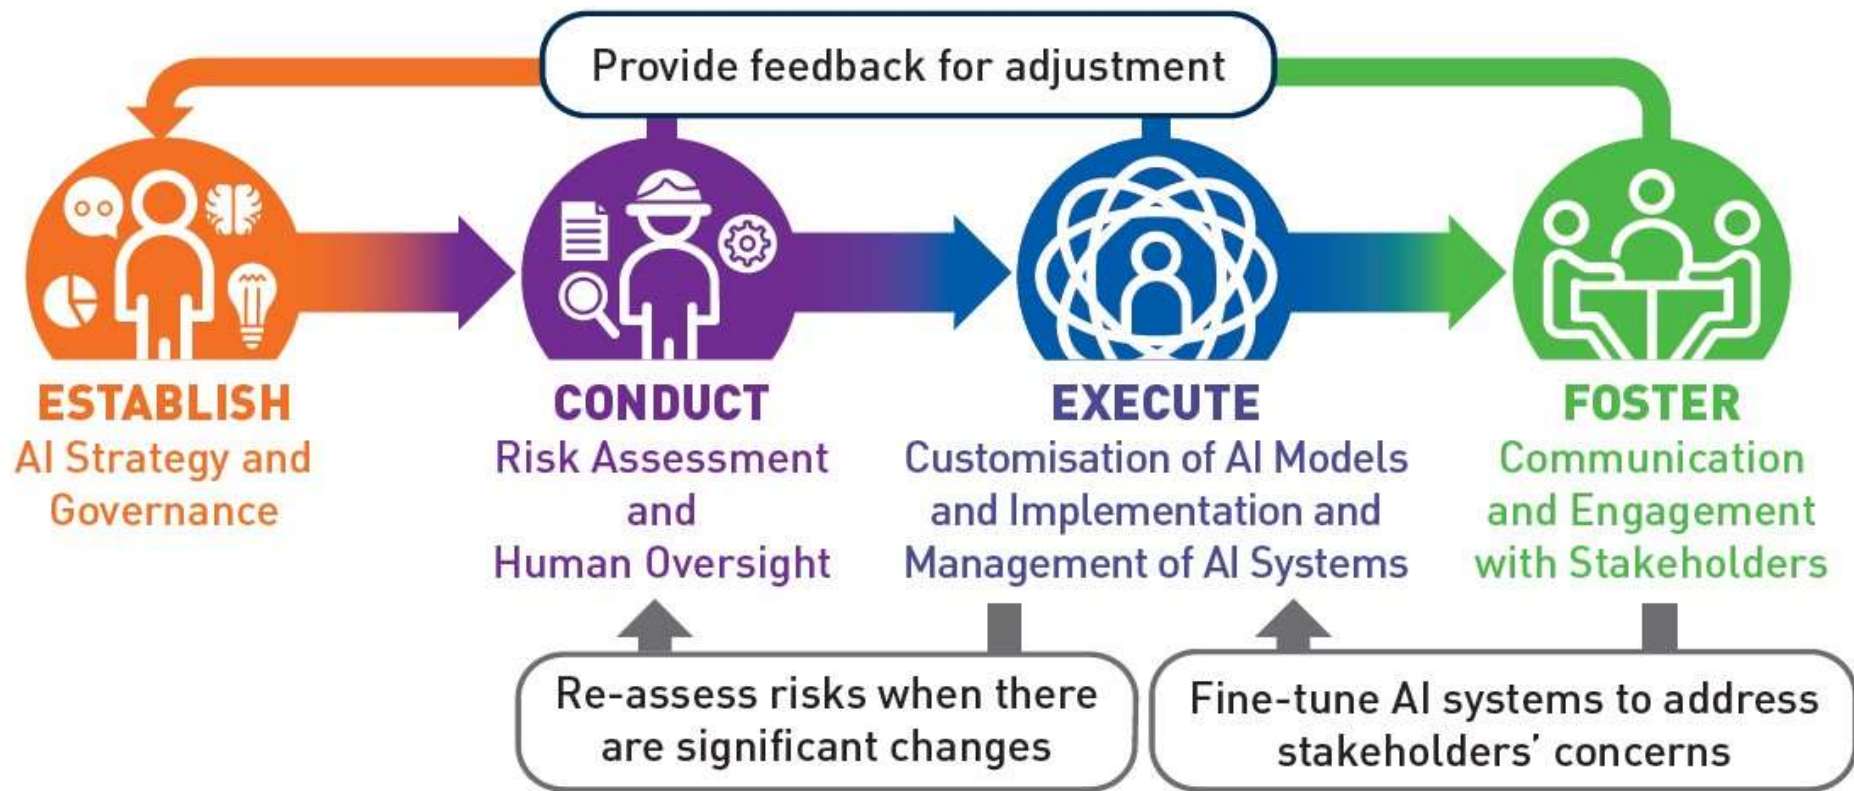 Provide feedback for adjustment
ESTABLISH
AI Strategy and
Governance
CONDUCT
Risk Assessment
and
Human Oversight
EXECUTE
Customisation of AI Models
and Implementation and
Management of AI Systems
FOSTER
Communication
and Engagement
with Stakeholders
Re-assess risks when there
are significant changes
Fine-tune AI systems to address
stakeholders’ concerns